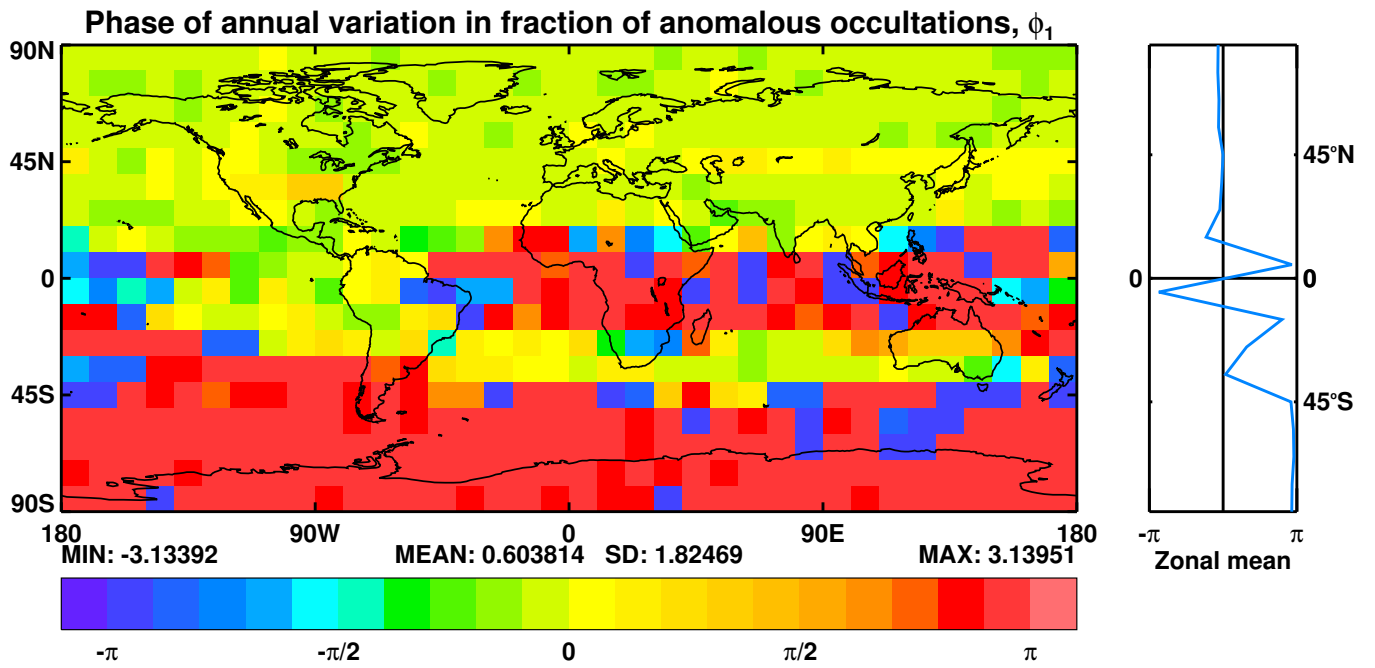 Phase of annual variation in fraction of anomalous occultations, ϕ₁
90N
45N
0
45S
90S
180 90W 0 90E 180
MIN: -3.13392 MEAN: 0.603814 SD: 1.82469 MAX: 3.13951
-π -π/2 0 π/2 π
45°N
0 0
45°S
-π π
Zonal mean